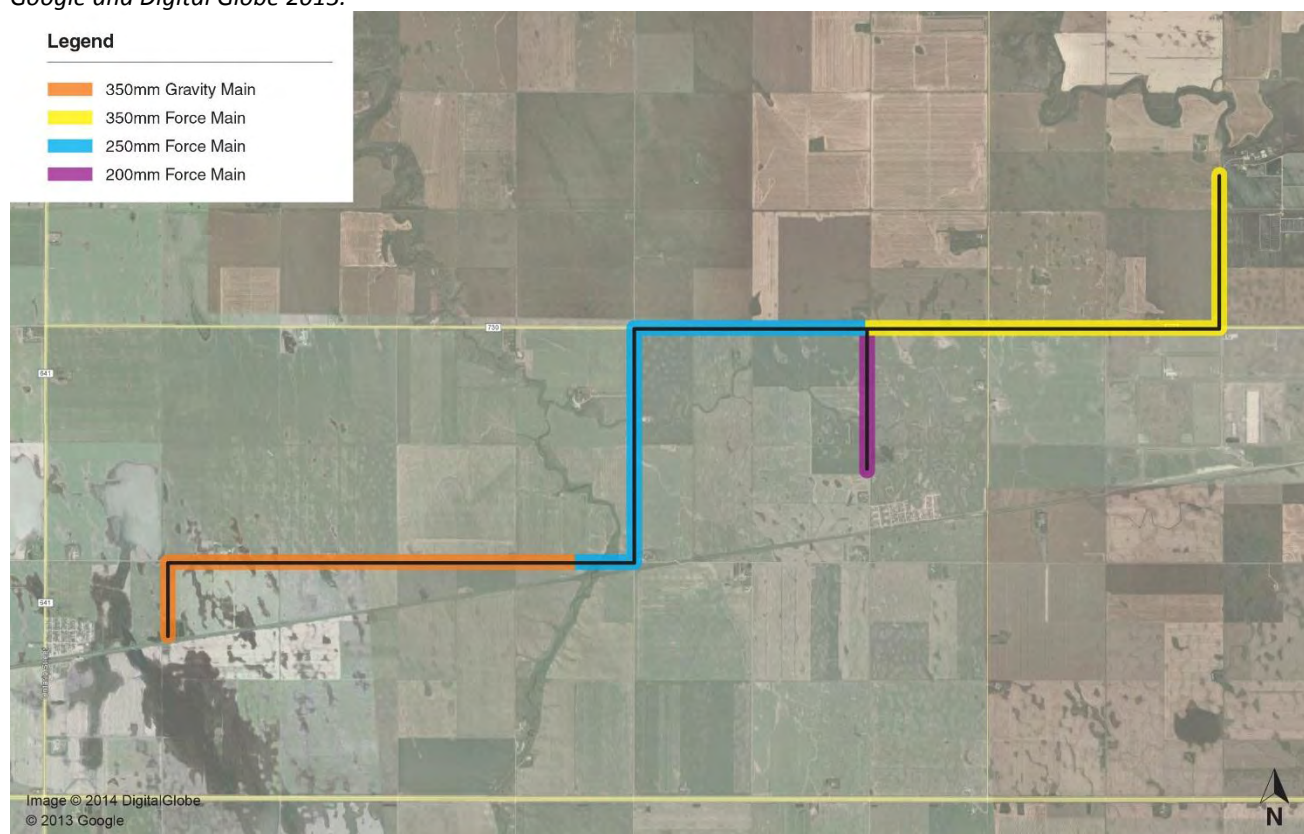 Google and Digital Globe 2013.
Legend
350mm Gravity Main
350mm Force Main
250mm Force Main
200mm Force Main
730
641
641
Image © 2014 DigitalGlobe
© 2013 Google
N